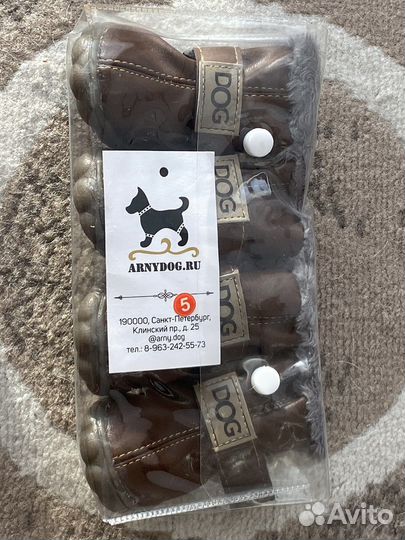 DOG
DOG
ARNYDOG.RU
5
190000, Санкт-Петербург,
Клинский пр., д. 25
@arny.dog
тел.: 8-963-242-55-73
DOG
DOG
Avito